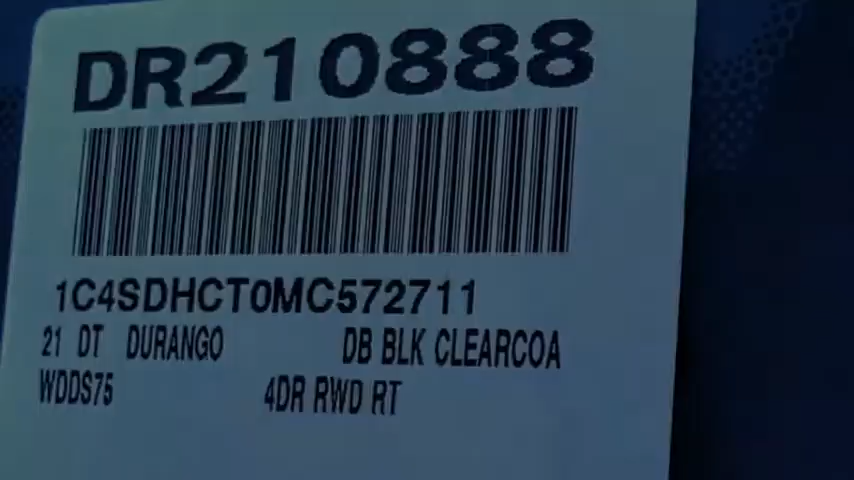 DR210888
1C4SDHCT0MC572711
21 DT DURANGO DB BLK CLEARCOA
WDDS75 4DR RWD RT